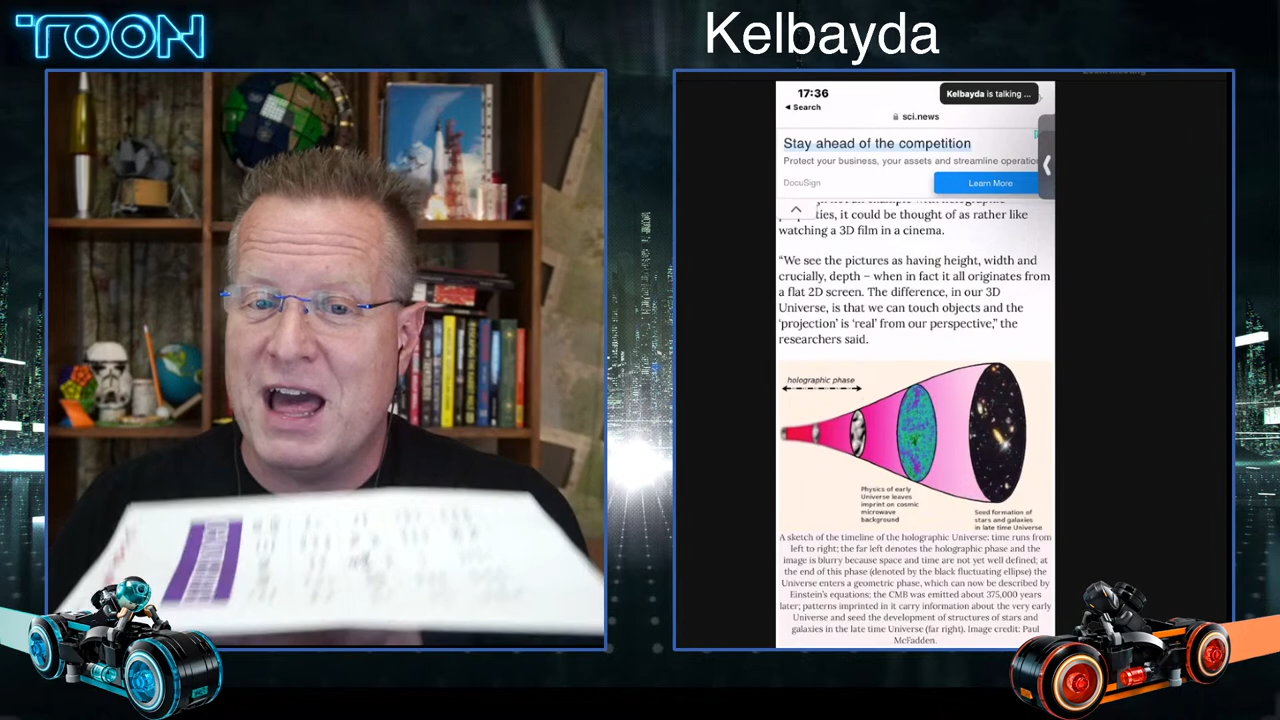 TOON
Kelbayda
17:36
Search
Kelbayda is talking ...
sci.news
Stay ahead of the competition
Protect your business, your assets and streamline operatio
DocuSign
Learn More
it could be thought of as rather like
watching a 3D film in a cinema.
“We see the pictures as having height, width and
crucially, depth – when in fact it all originates from
a flat 2D screen. The difference, in our 3D
Universe, is that we can touch objects and the
‘projection’ is ‘real’ from our perspective,” the
researchers said.
holographic phase
Physics of early
Universe leaves
imprint on cosmic
microwave
background
Seed formation of
stars and galaxies
in late time Universe
A sketch of the timeline of the holographic Universe: time runs from
left to right; the far left denotes the holographic phase and the
image is blurry because space and time are not yet well defined; at
the end of this phase (denoted by the black fluctuating ellipse) the
Universe enters a geometric phase, which can now be described by
Einstein's equations; the CMB was emitted about 375,000 years
later; patterns imprinted in it carry information about the very early
Universe and seed the development of structures of stars and
galaxies in the late time Universe (far right). Image credit: Paul
McFadden.